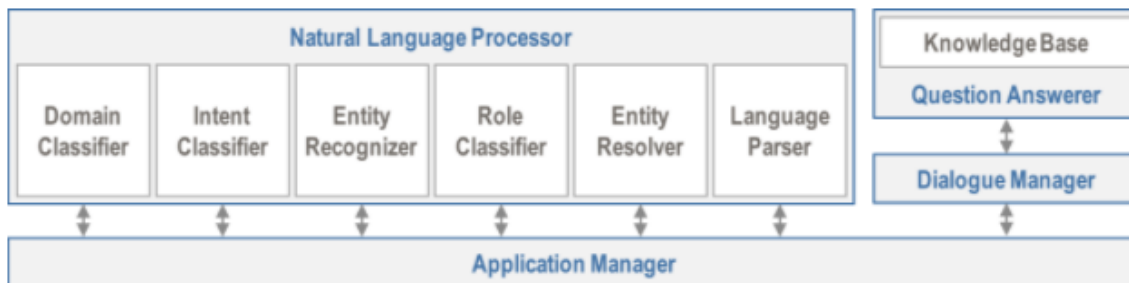 Natural Language Processor
Domain
Classifier
Intent
Classifier
Entity
Recognizer
Role
Classifier
Entity
Resolver
Language
Parser
Knowledge Base
Question Answerer
Dialogue Manager
Application Manager